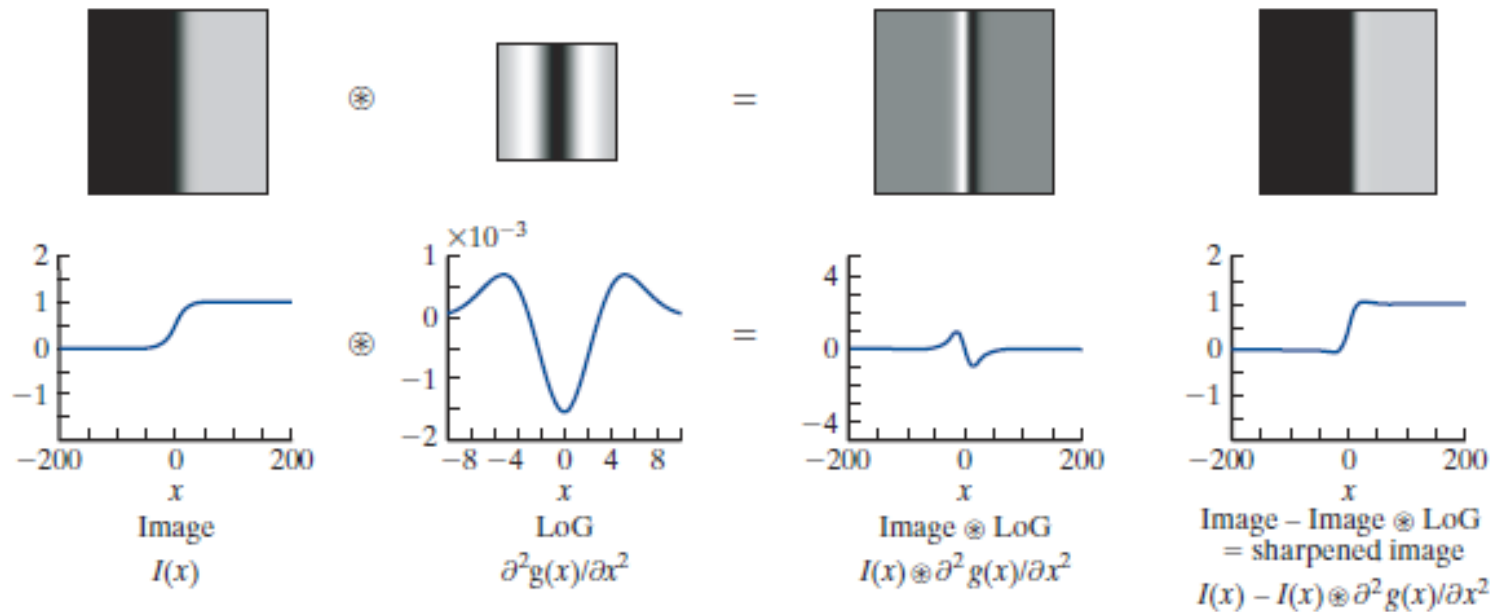 ⊛
=
2
1
0
−1
−200
0
200
x
Image
I(x)
⊛
×10⁻³
1
0
−1
−2
−8
−4
0
4
8
x
LoG
∂²g(x)/∂x²
=
4
0
−4
−200
0
200
x
Image ⊛ LoG
I(x) ⊛ ∂²g(x)/∂x²
2
1
0
−1
−200
0
200
x
Image – Image ⊛ LoG
= sharpened image
I(x) – I(x) ⊛ ∂²g(x)/∂x²